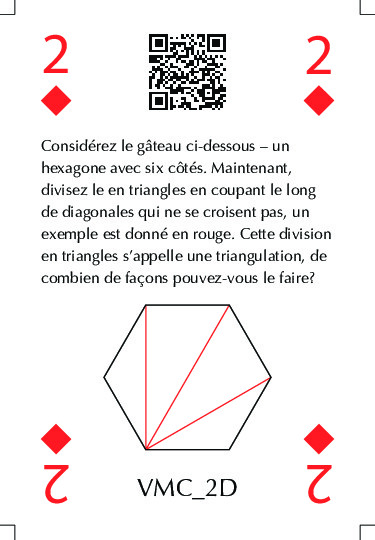 2 2
Considérez le gâteau ci-dessous – un
hexagone avec six côtés. Maintenant,
divisez le en triangles en coupant le long
de diagonales qui ne se croisent pas, un
exemple est donné en rouge. Cette division
en triangles s’appelle une triangulation, de
combien de façons pouvez-vous le faire?
2 VMC_2D 2